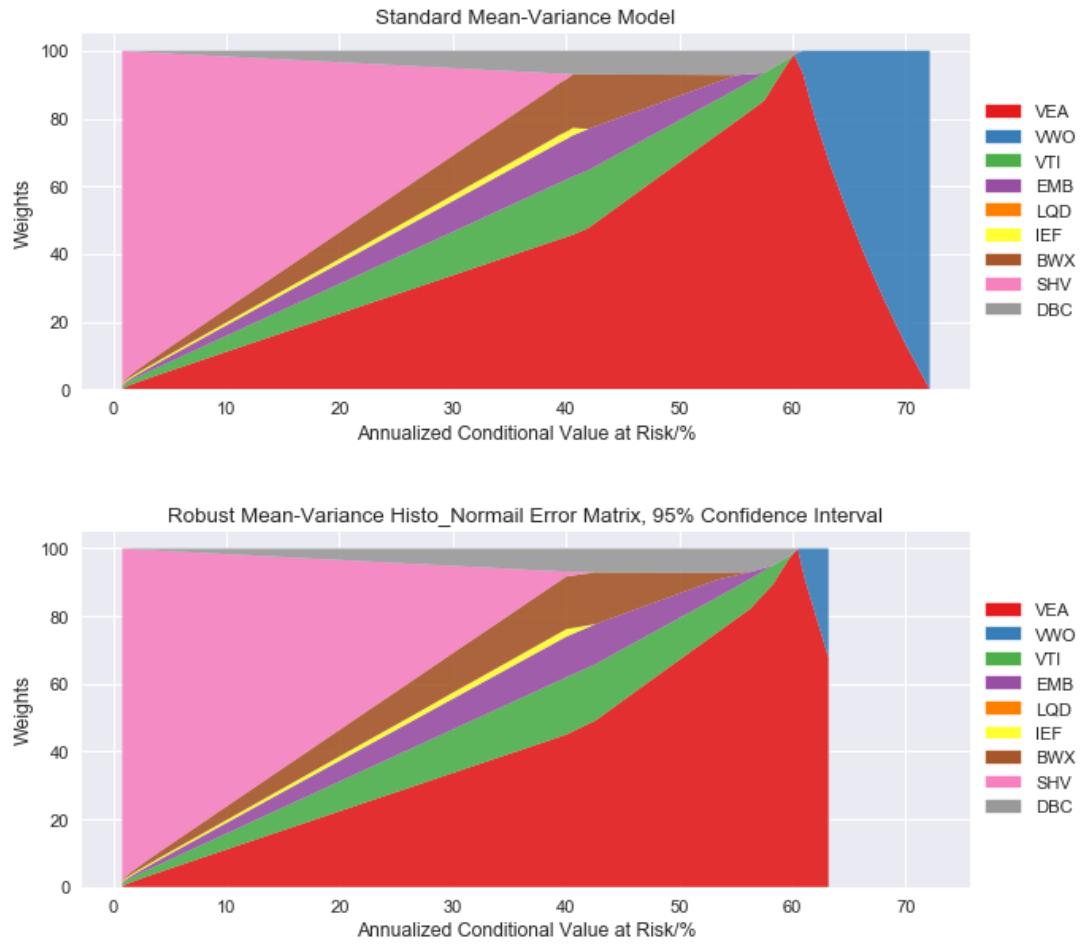 Standard Mean-Variance Model
100
80
60
40
20
0
Weights
0 10 20 30 40 50 60 70
Annualized Conditional Value at Risk/%
VEA
VWO
VTI
EMB
LQD
IEF
BWX
SHV
DBC
Robust Mean-Variance Histo_Normail Error Matrix, 95% Confidence Interval
100
80
60
40
20
0
Weights
0 10 20 30 40 50 60 70
Annualized Conditional Value at Risk/%
VEA
VWO
VTI
EMB
LQD
IEF
BWX
SHV
DBC